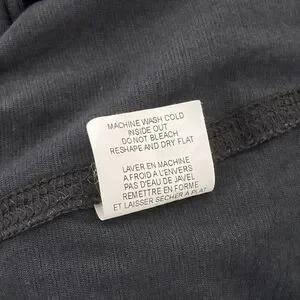 MACHINE WASH COLD
INSIDE OUT
DO NOT BLEACH
RESHAPE AND DRY FLAT
LAVER EN MACHINE
A FROID A L'ENVERS
PAS D'EAU DE JAVEL
REMETTRE EN FORME
ET LAISSER SECHER A PLAT